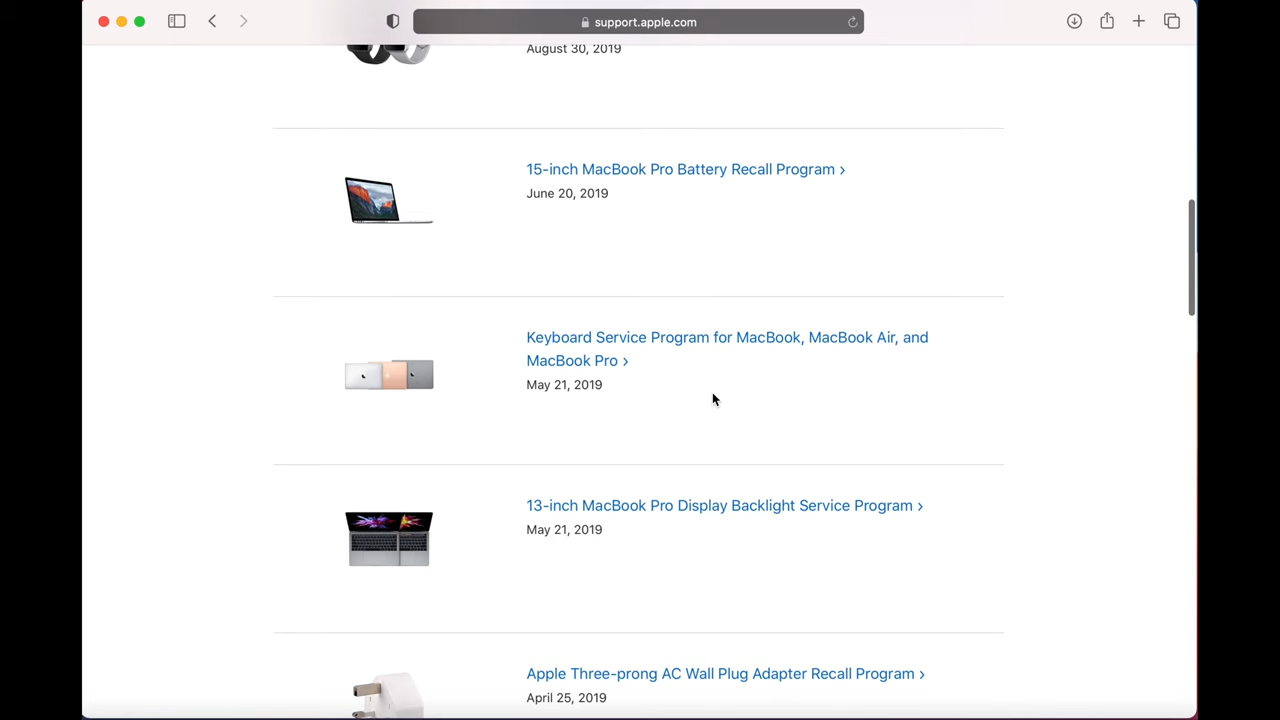 support.apple.com
August 30, 2019
15-inch MacBook Pro Battery Recall Program ›
June 20, 2019
Keyboard Service Program for MacBook, MacBook Air, and
MacBook Pro ›
May 21, 2019
13-inch MacBook Pro Display Backlight Service Program ›
May 21, 2019
Apple Three-prong AC Wall Plug Adapter Recall Program ›
April 25, 2019